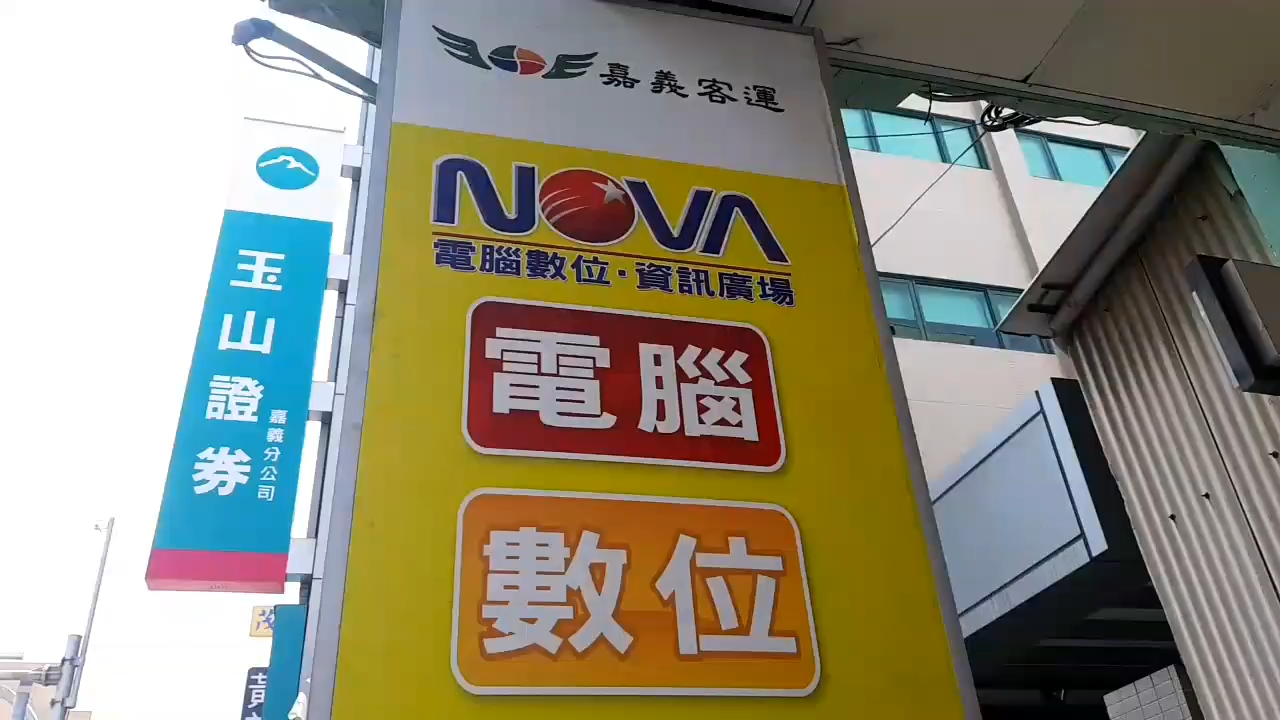 嘉義客運
NOVA
電腦數位·資訊廣場
電腦
數位
玉山證券
嘉義分公司